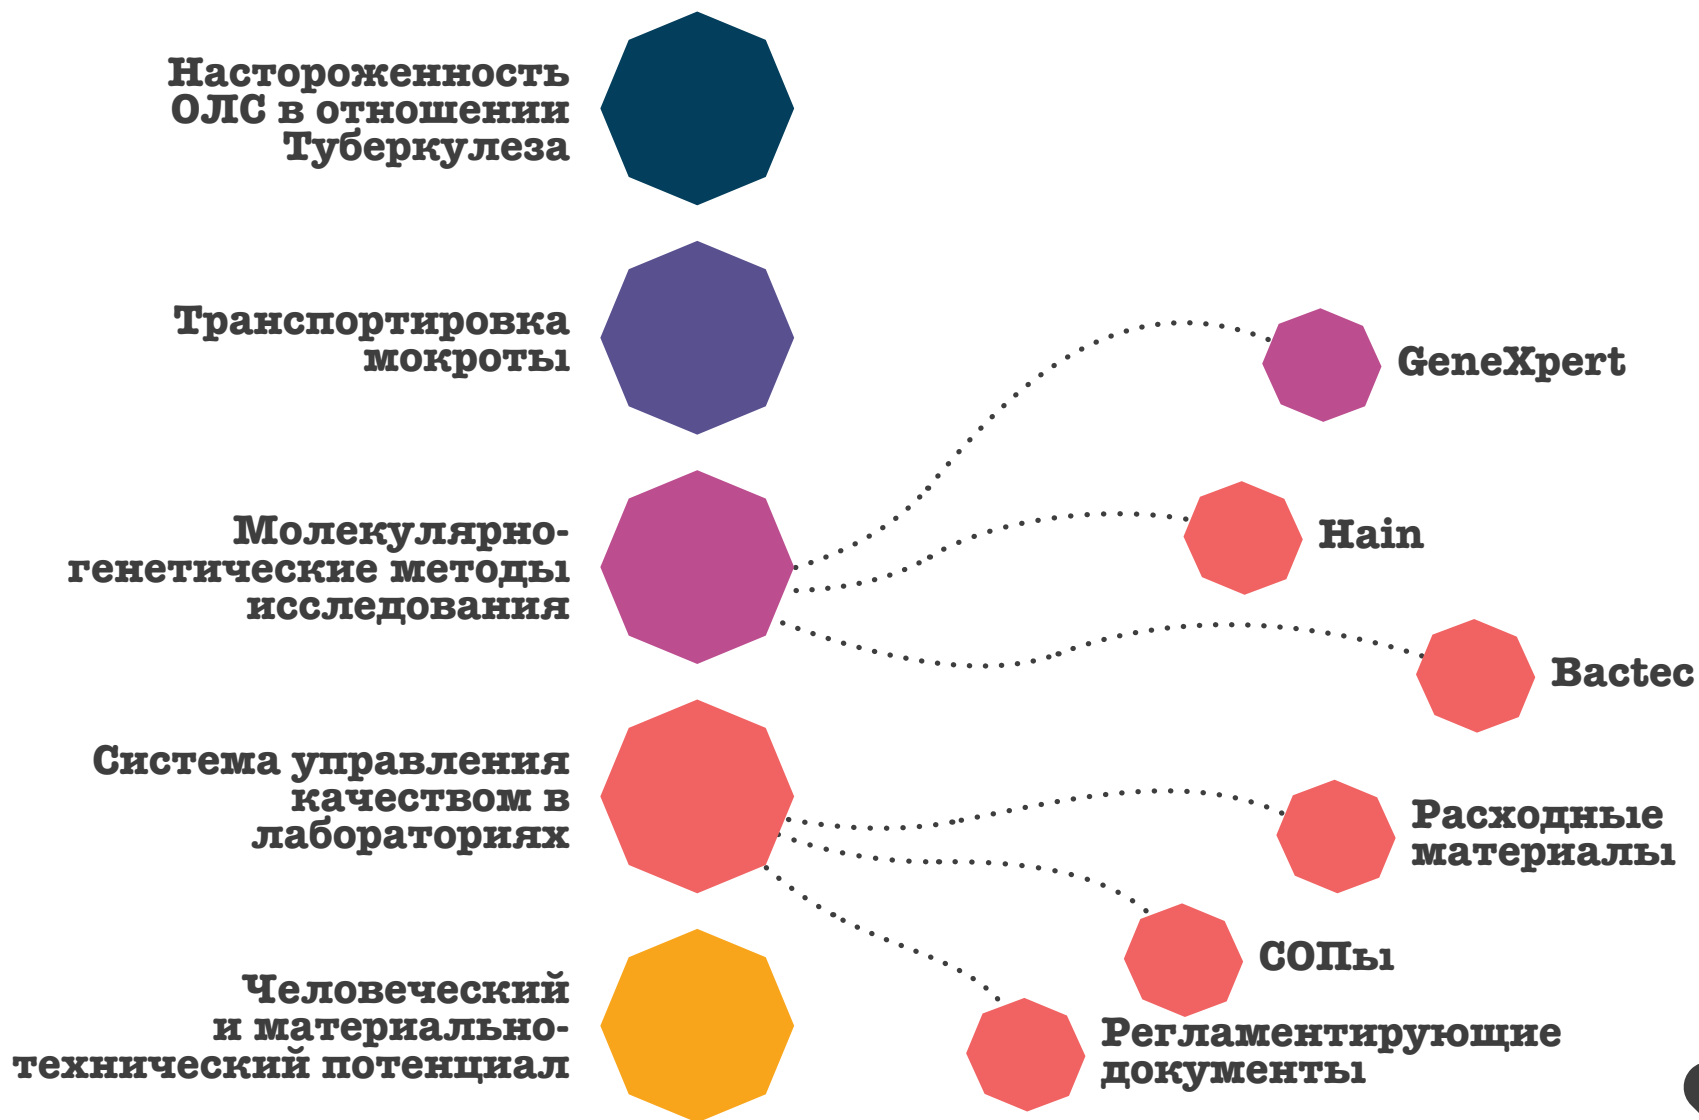 Настороженность
ОЛС в отношении
Туберкулеза
Транспортировка
мокроты
GeneXpert
Молекулярно-
генетические методы
исследования
Hain
Bactec
Система управления
качеством в
лабораториях
Расходные
материалы
СОПы
Человеческий
и материально-
технический потенциал
Регламентирующие
документы